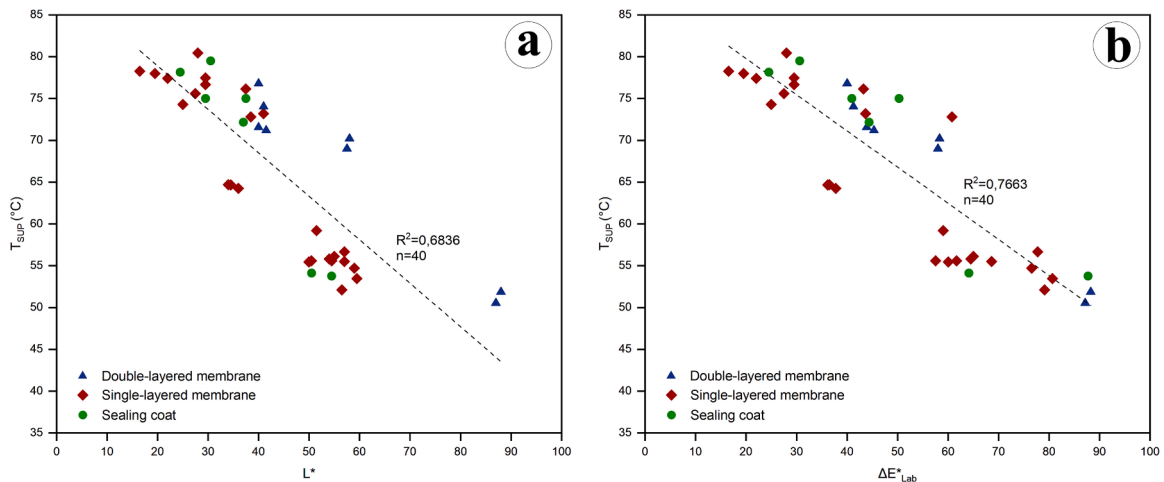 a
85
80
75
70
65
60
55
50
45
40
35
T_SUP (°C)
R²=0,6836
n=40
Double-layered membrane
Single-layered membrane
Sealing coat
0 10 20 30 40 50 60 70 80 90 100
L*
b
85
80
75
70
65
60
55
50
45
40
35
T_SUP (°C)
R²=0,7663
n=40
Double-layered membrane
Single-layered membrane
Sealing coat
0 10 20 30 40 50 60 70 80 90 100
ΔE*_Lab